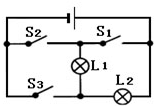 S₂ S₁
L₁
S₃ L₂